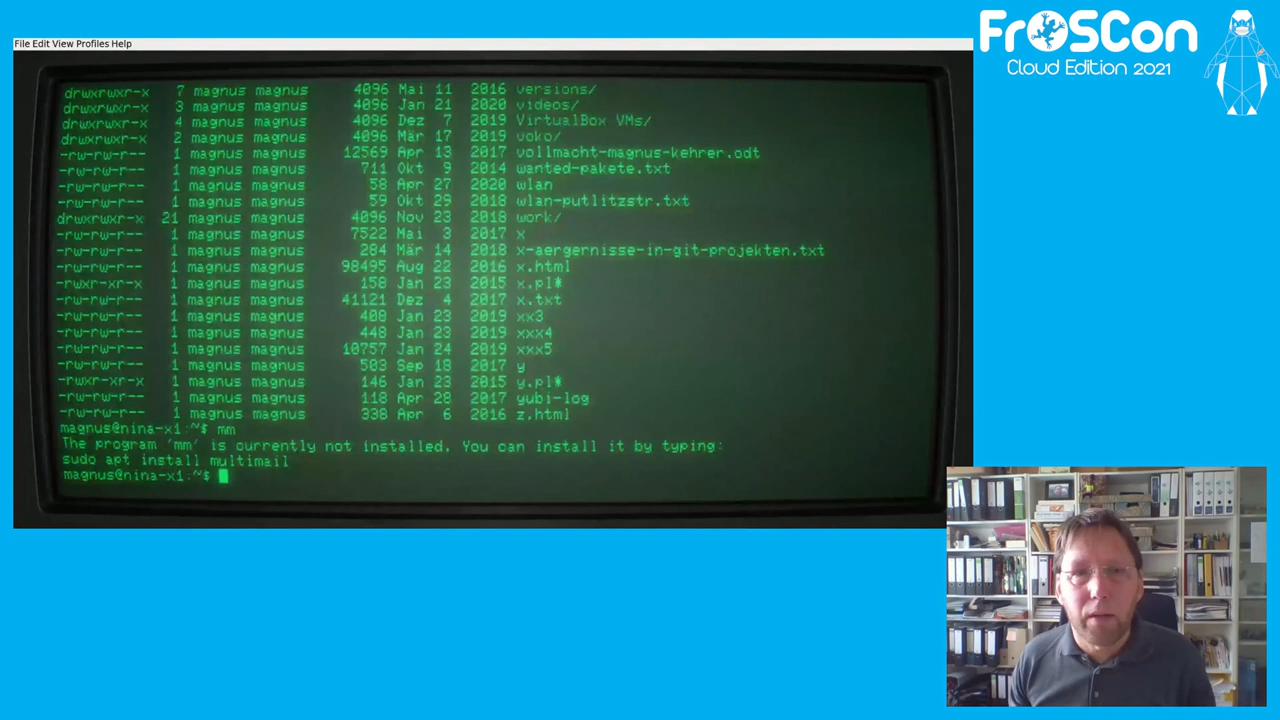 FrOSCon
Cloud Edition 2021
File Edit View Profiles Help
drwxrwxr-x 7 magnus magnus 4096 Mai 11 2016 versions/
drwxrwxr-x 3 magnus magnus 4096 Jan 21 2020 videos/
drwxrwxr-x 4 magnus magnus 4096 Dez 7 2019 VirtualBox VMs/
drwxrwxr-x 2 magnus magnus 4096 Mär 17 2019 voko/
-rw-rw-r-- 1 magnus magnus 12569 Apr 13 2017 vollmacht-magnus-kehrer.odt
-rw-rw-r-- 1 magnus magnus 711 Okt 9 2014 wanted-pakete.txt
-rw-rw-r-- 1 magnus magnus 58 Apr 27 2020 wlan
-rw-rw-r-- 1 magnus magnus 59 Okt 29 2018 wlan-putlitzstr.txt
drwxrwxr-x 21 magnus magnus 4096 Nov 23 2018 work/
-rw-rw-r-- 1 magnus magnus 7522 Mai 3 2017 x
-rw-rw-r-- 1 magnus magnus 284 Mär 14 2018 x-aergernisse-in-git-projekten.txt
-rw-rw-r-- 1 magnus magnus 98495 Aug 22 2016 x.html
-rwxr-xr-x 1 magnus magnus 158 Jan 23 2015 x.pl*
-rw-rw-r-- 1 magnus magnus 41121 Dez 4 2017 x.txt
-rw-rw-r-- 1 magnus magnus 408 Jan 23 2019 xx3
-rw-rw-r-- 1 magnus magnus 448 Jan 23 2019 xxx4
-rw-rw-r-- 1 magnus magnus 10757 Jan 24 2019 xxx5
-rw-rw-r-- 1 magnus magnus 503 Sep 18 2017 y
-rwxr-xr-x 1 magnus magnus 146 Jan 23 2015 y.pl*
-rw-rw-r-- 1 magnus magnus 118 Apr 28 2017 yubi-log
-rw-rw-r-- 1 magnus magnus 338 Apr 6 2016 z.html
magnus@nina-x1:~$ mm
The program 'mm' is currently not installed. You can install it by typing:
sudo apt install multimail
magnus@nina-x1:~$